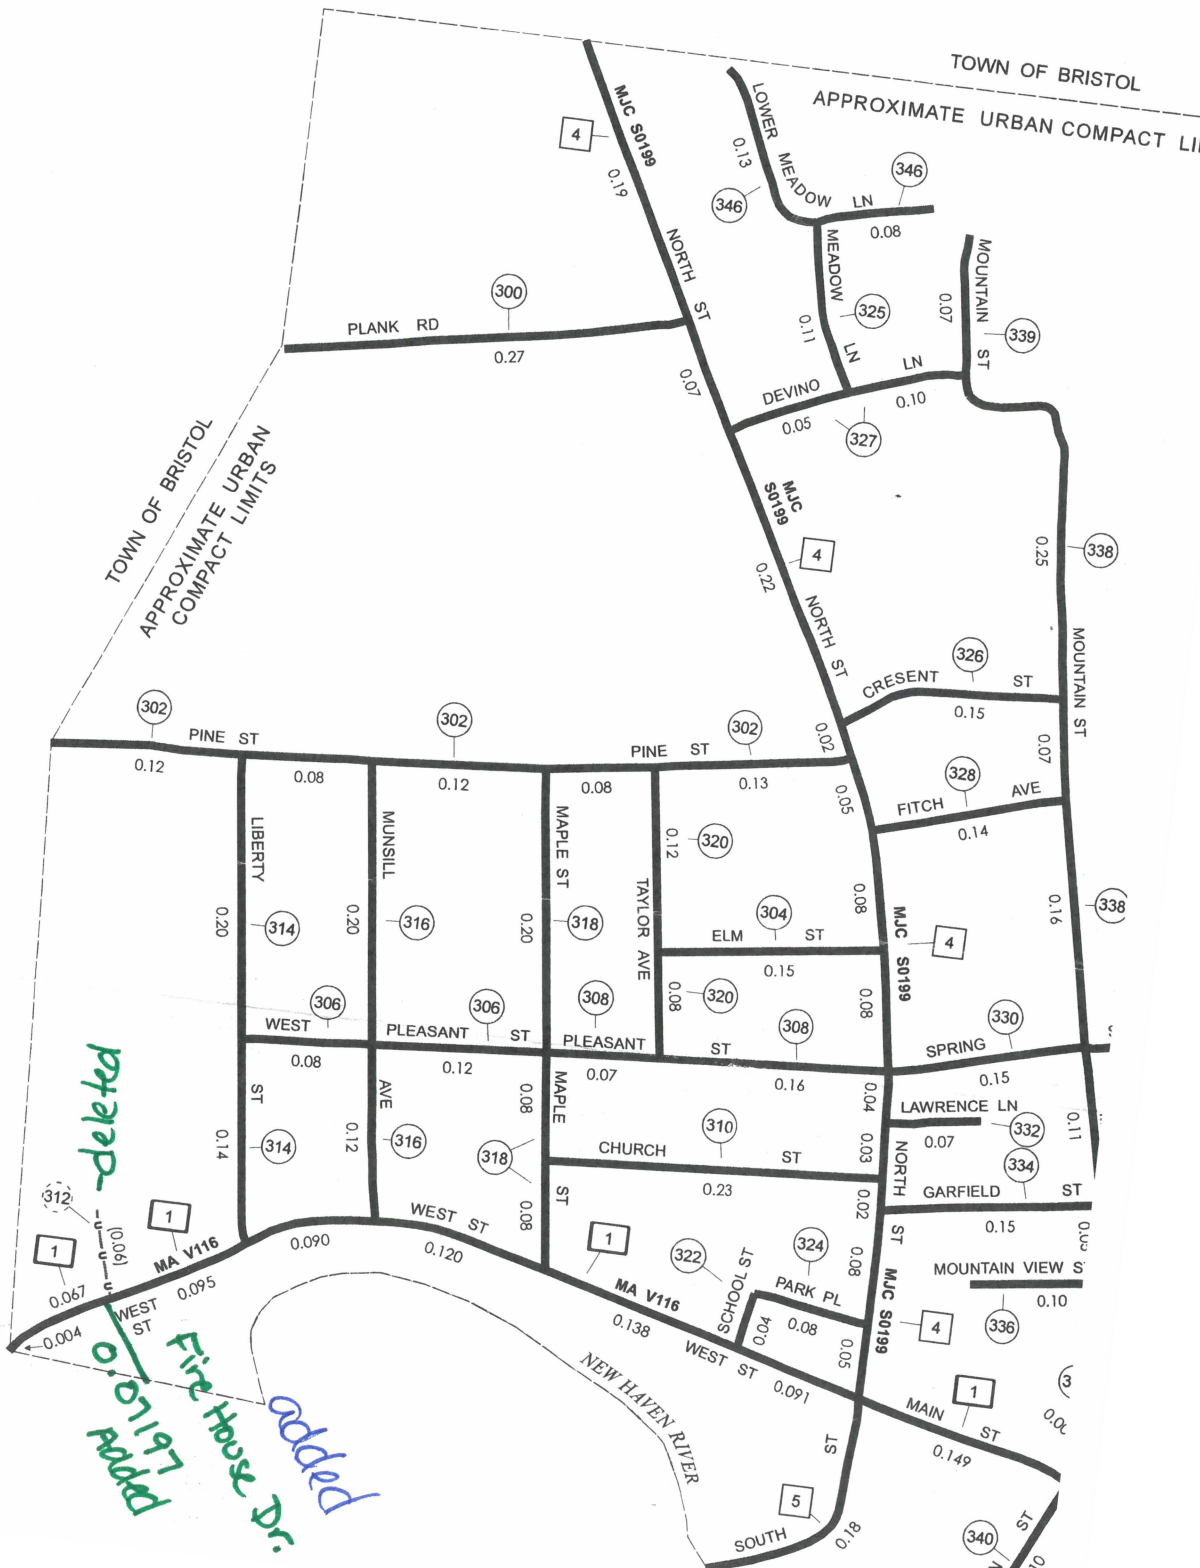 TOWN OF BRISTOL
APPROXIMATE URBAN COMPACT LI
MJC S0199
4
0.19
NORTH ST
LOWER MEADOW LN
0.13
346
346
0.08
MEADOW LN
325
0.11
MOUNTAIN ST
0.07
339
300
PLANK RD
0.27
0.07
DEVINO LN
0.05
0.10
327
TOWN OF BRISTOL
APPROXIMATE URBAN
COMPACT LIMITS
MJC
S0199
4
0.22
NORTH ST
0.25
338
MOUNTAIN ST
326
CRESENT ST
0.15
0.02
0.07
328
FITCH AVE
0.14
0.05
302
302
302
PINE ST
PINE ST
0.12
0.08
0.12
0.08
0.13
LIBERTY
MUNSILL
MAPLE ST
TAYLOR AVE
0.12
320
0.08
MJC S0199
4
0.16
338
0.20
314
0.20
316
0.20
318
304
ELM ST
0.15
0.08
320
0.08
306
306
308
308
330
WEST PLEASANT ST
PLEASANT ST
SPRING
0.08
0.12
0.07
0.16
0.15
ST
AVE
MAPLE
0.08
0.04
LAWRENCE LN
0.07
332
0.11
0.14
314
0.12
316
318
310
CHURCH ST
0.23
0.03
NORTH ST
334
GARFIELD ST
0.15
0.02
deleted
312
(0.06)
1
1
MA V116
0.067
0.095
WEST ST
0.004
0.090
WEST ST
0.120
ST
0.08
1
MA V116
0.138
322
SCHOOL ST
324
PARK PL
0.04
0.08
0.08
0.05
MJC S0199
4
MOUNTAIN VIEW S
0.10
336
WEST ST
0.091
1
MAIN ST
0.149
3
NEW HAVEN RIVER
Fire House Dr.
0.07197
Added
added
ST
5
SOUTH
0.18
340
ST